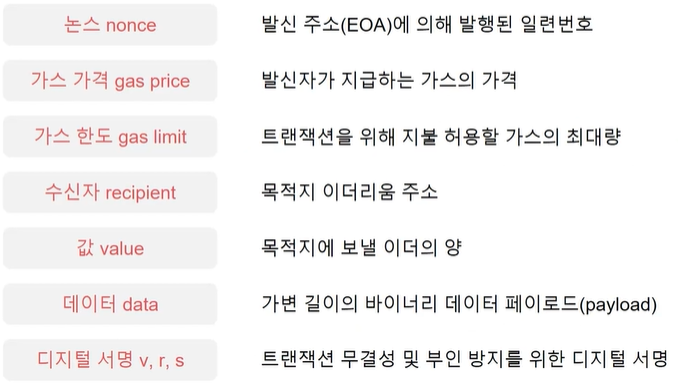 논스 nonce 발신 주소(EOA)에 의해 발행된 일련번호
가스 가격 gas price 발신자가 지급하는 가스의 가격
가스 한도 gas limit 트랜잭션을 위해 지불 허용할 가스의 최대량
수신자 recipient 목적지 이더리움 주소
값 value 목적지에 보낼 이더의 양
데이터 data 가변 길이의 바이너리 데이터 페이로드(payload)
디지털 서명 v, r, s 트랜잭션 무결성 및 부인 방지를 위한 디지털 서명